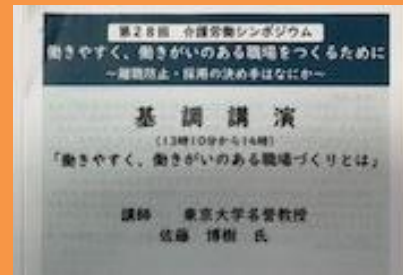 第28回 介護労働シンポジウム
働きやすく、働きがいのある職場をつくるために
～離職防止・採用の決め手はなにか～
基調講演
(13時10分から14時)
「働きやすく、働きがいのある職場づくりとは」
講師 東京大学名誉教授
佐藤 博樹 氏